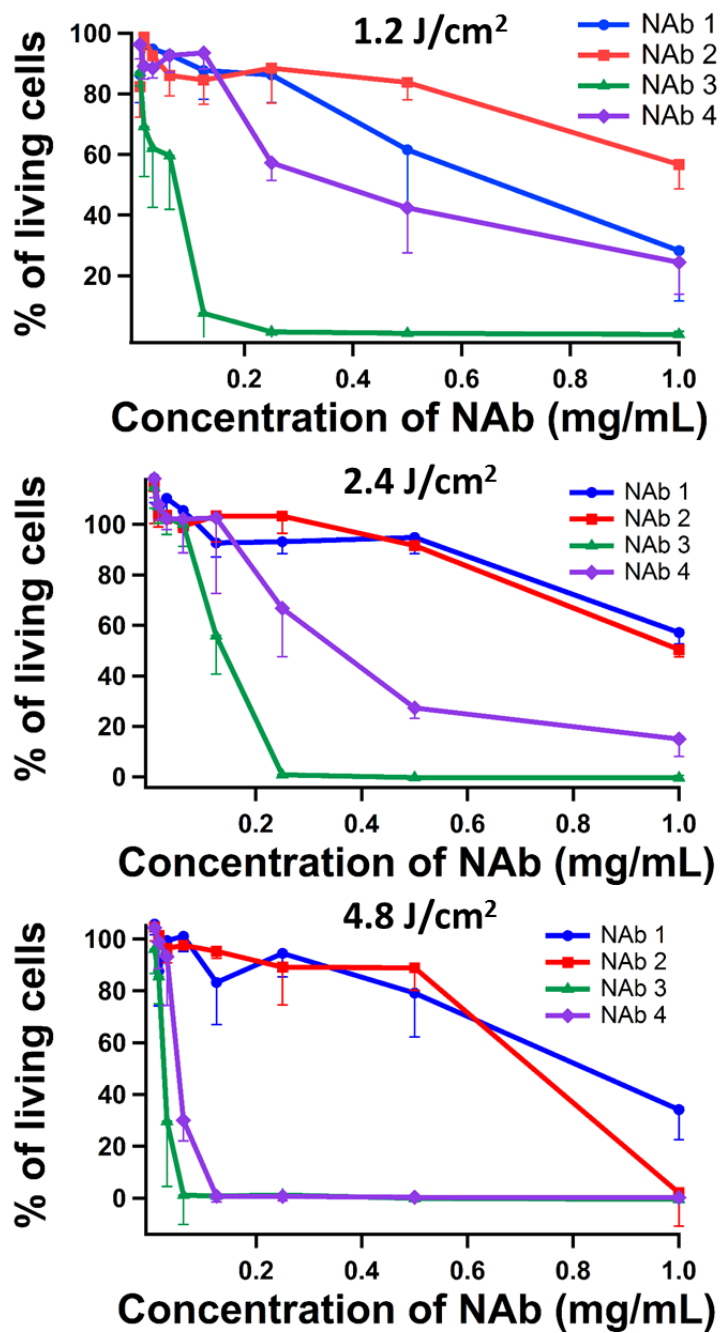 1.2 J/cm²
% of living cells
100
80
60
40
20
NAb 1
NAb 2
NAb 3
NAb 4
0.2 0.4 0.6 0.8 1.0
Concentration of NAb (mg/mL)
2.4 J/cm²
% of living cells
100
80
60
40
20
0
NAb 1
NAb 2
NAb 3
NAb 4
0.2 0.4 0.6 0.8 1.0
Concentration of NAb (mg/mL)
4.8 J/cm²
% of living cells
100
80
60
40
20
0
NAb 1
NAb 2
NAb 3
NAb 4
0.2 0.4 0.6 0.8 1.0
Concentration of NAb (mg/mL)